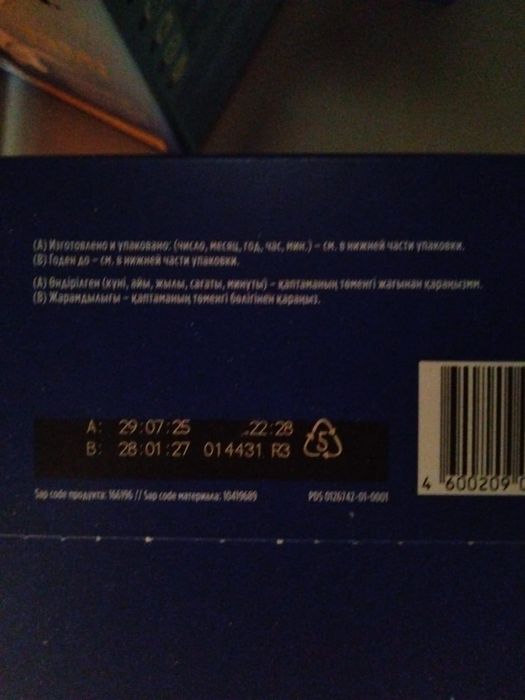 (А) Изготовлено и упаковано: (число, месяц, год, час, мин.) – см. в нижней части упаковки.
(В) Годен до – см. в нижней части упаковки.
(А) Өндірілген (күні, айы, жылы, сағаты, минуты) – қаптаманың төменгі жағынан қараңызин.
(В) Жарамдылығы – қаптаманың төменгі бөлігінен қараңыз.
A: 29:07:25 22:28
B: 28:01:27 014431 R3
5
Sap code продукта: 166196 // Sap code материала: 10419689
PDS 0126742-01-0001
4 600209 0